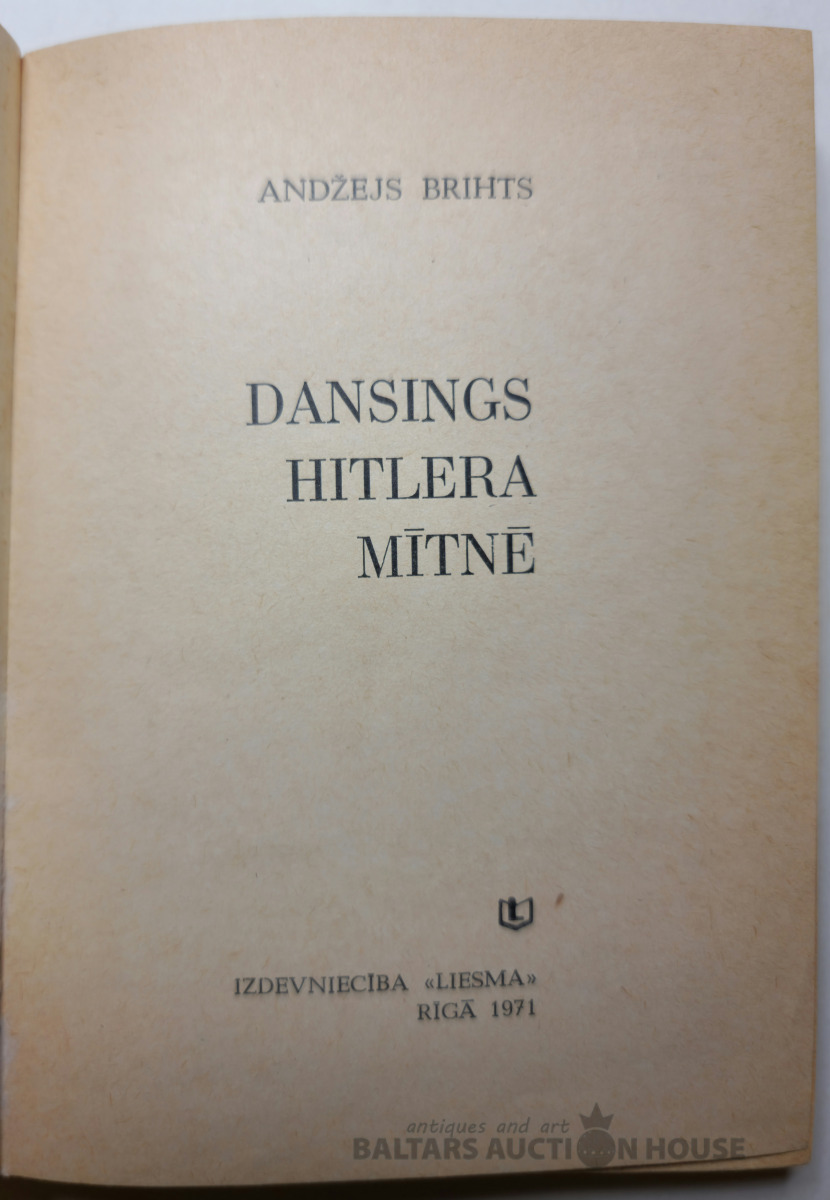 ANDŽEJS BRIHTS
DANSINGS
HITLERA
MĪTNĒ
L
IZDEVNIECĪBA «LIESMA»
RĪGĀ 1971
antiques and art
BALTARS AUCTION HOUSE